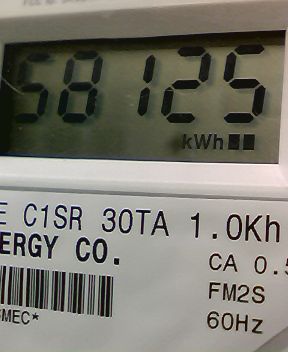 58125
kWh
E C1SR 30TA 1.0Kh
ERGY CO.
CA 0.5
FM2S
MEC*
60Hz